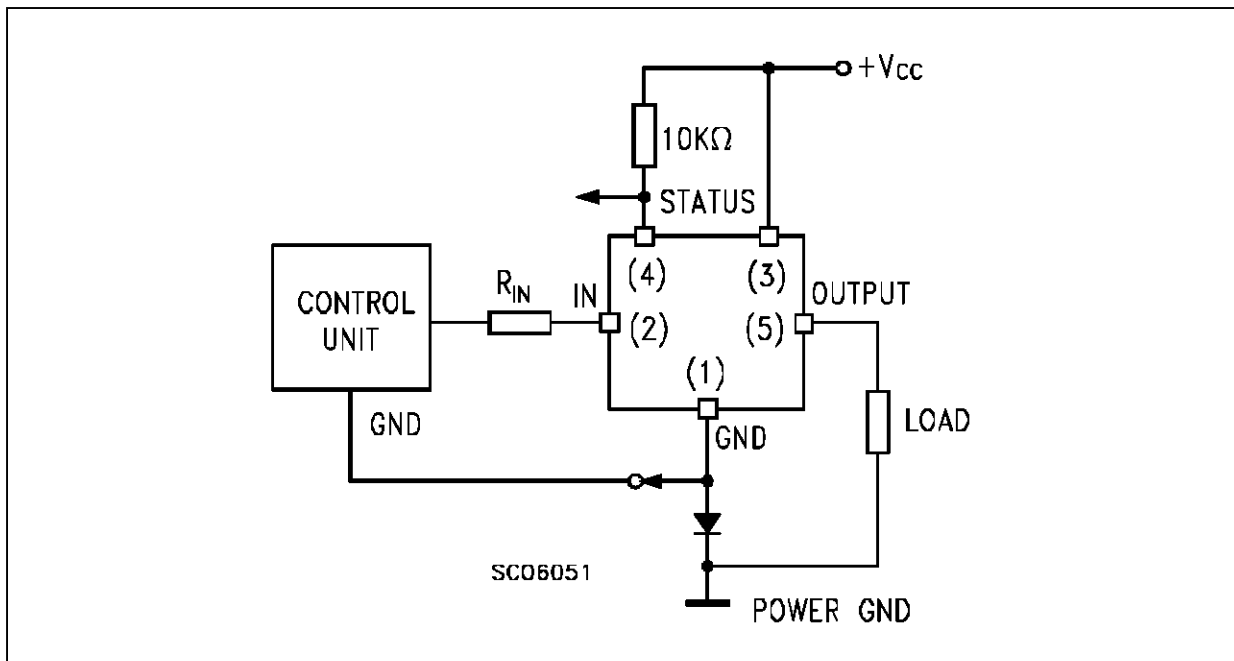 +Vcc
10KΩ
STATUS
(4)
(3)
CONTROL
UNIT
RIN
IN
(2)
OUTPUT
(5)
(1)
GND
GND
LOAD
SC06051
POWER GND